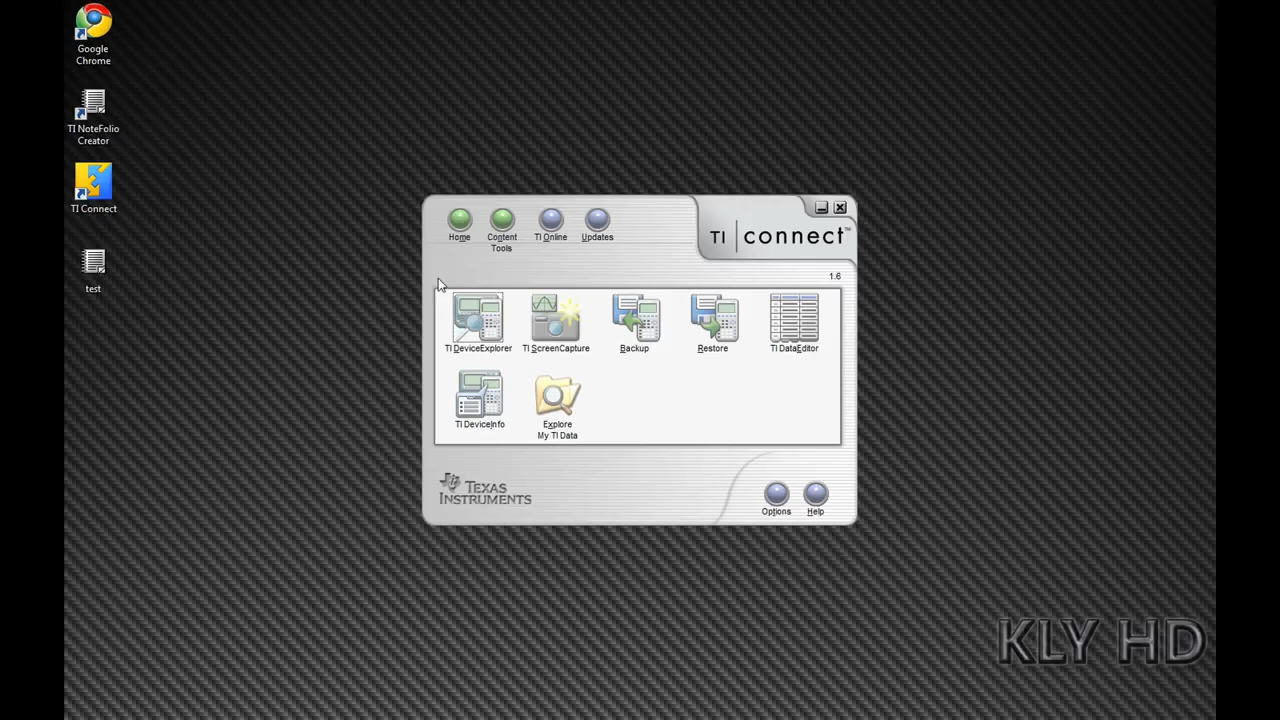 Google
Chrome
TI NoteFolio
Creator
TI Connect
test
Home
Content
Tools
TI Online
Updates
TI connect™
1.6
TI DeviceExplorer
TI ScreenCapture
Backup
Restore
TI DataEditor
TI DeviceInfo
Explore
My TI Data
TEXAS
INSTRUMENTS
Options
Help
KLY HD